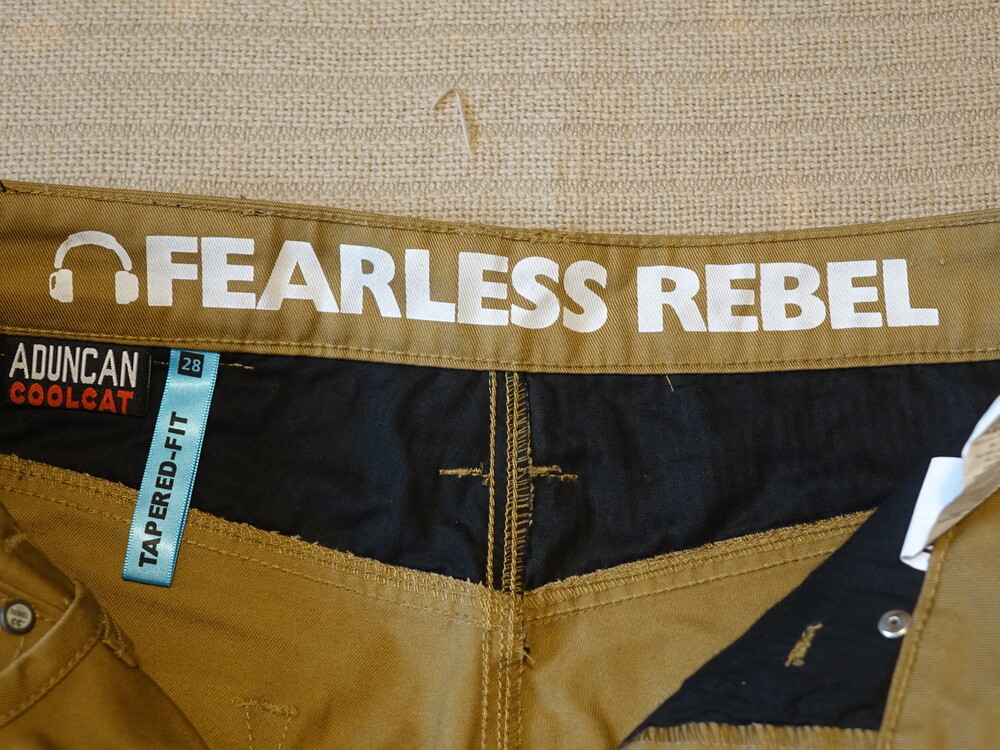 FEARLESS REBEL
ADUNCAN
COOLCAT
28
TAPERED-FIT